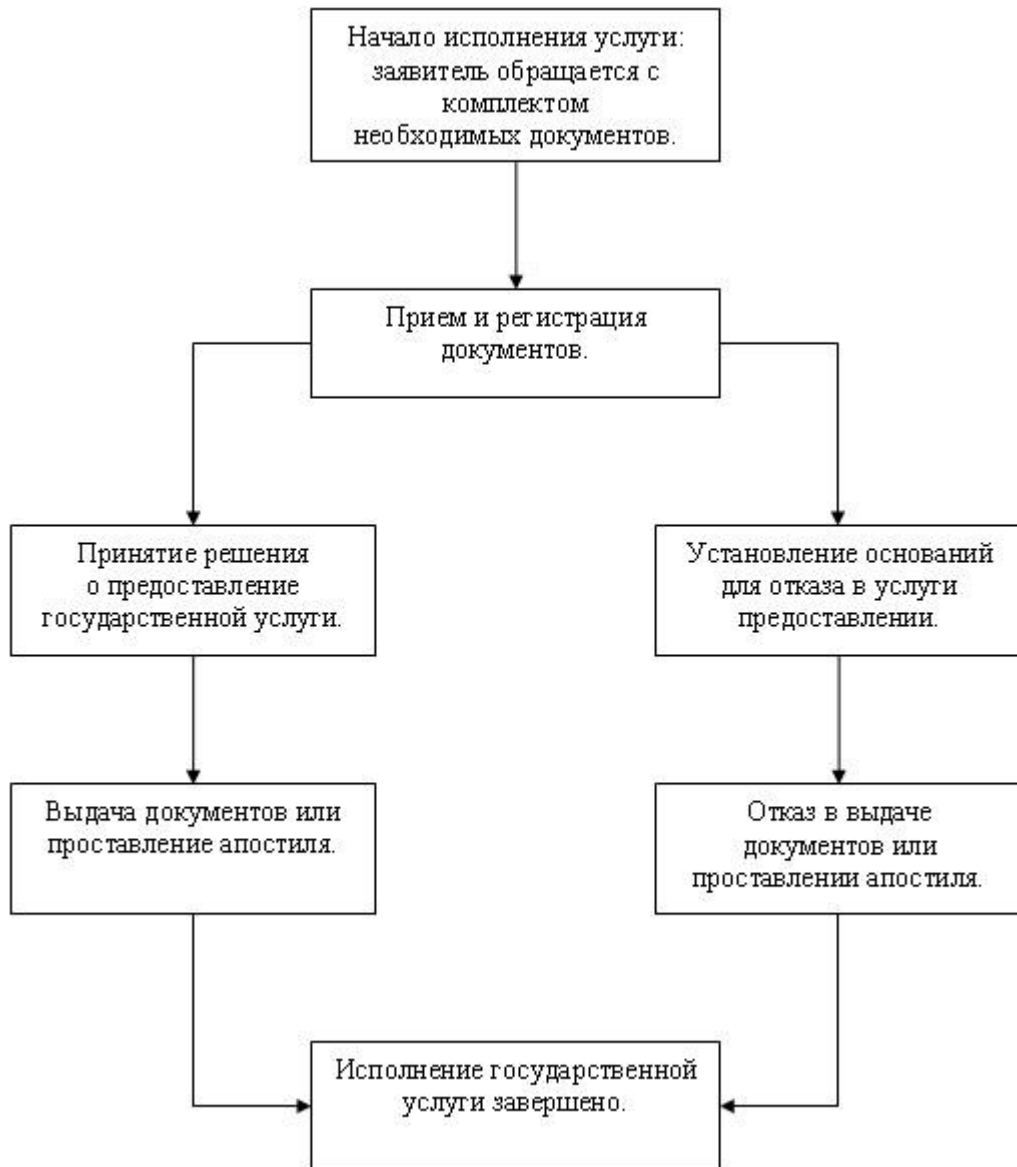 Начало исполнения услуги:
заявитель обращается с
комплектом
необходимых документов.
Прием и регистрация
документов.
Принятие решения
о предоставление
государственной услуги.
Установление оснований
для отказа в услуги
предоставлении.
Выдача документов или
проставление апостиля.
Отказ в выдаче
документов или
проставлении апостиля.
Исполнение государственной
услуги завершено.